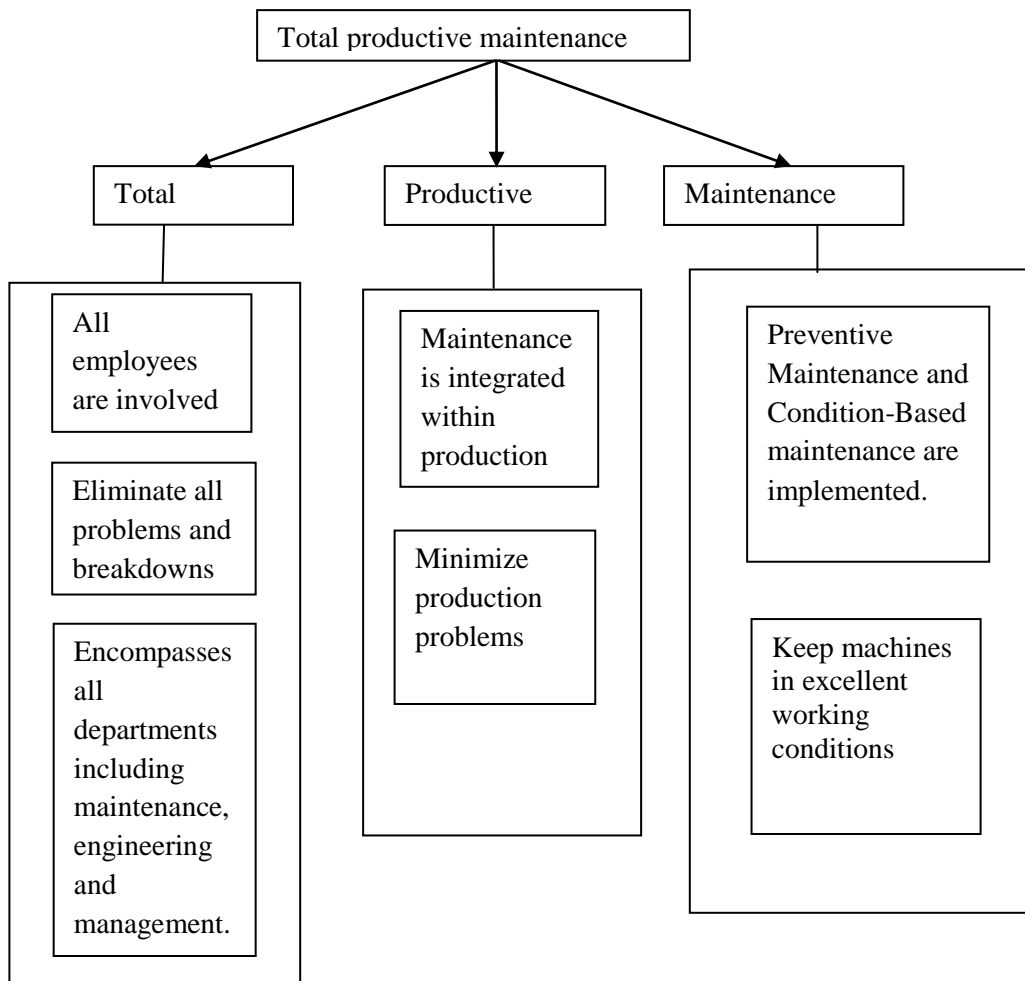 Total productive maintenance
Total
Productive
Maintenance
All
employees
are involved
Eliminate all
problems and
breakdowns
Encompasses
all
departments
including
maintenance,
engineering
and
management.
Maintenance
is integrated
within
production
Minimize
production
problems
Preventive
Maintenance and
Condition-Based
maintenance are
implemented.
Keep machines
in excellent
working
conditions